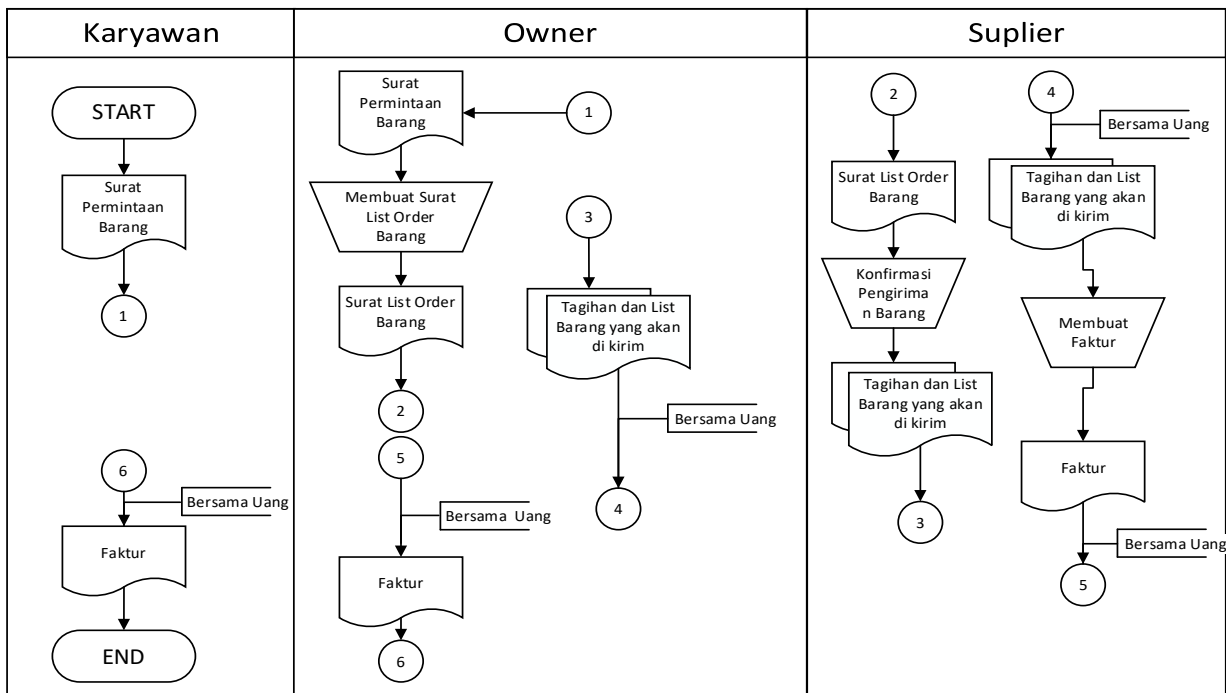 Karyawan
Owner
Suplier
START
Surat
Permintaan
Barang
1
6
Bersama Uang
Faktur
END
Surat
Permintaan
Barang
1
Membuat Surat
List Order
Barang
Surat List Order
Barang
2
5
Bersama Uang
Faktur
6
3
Tagihan dan List
Barang yang akan
di kirim
Bersama Uang
4
2
Surat List Order
Barang
Konfirmasi
Pengirima
n Barang
Tagihan dan List
Barang yang akan
di kirim
3
4
Bersama Uang
Tagihan dan List
Barang yang akan
di kirim
Membuat
Faktur
Faktur
Bersama Uang
5